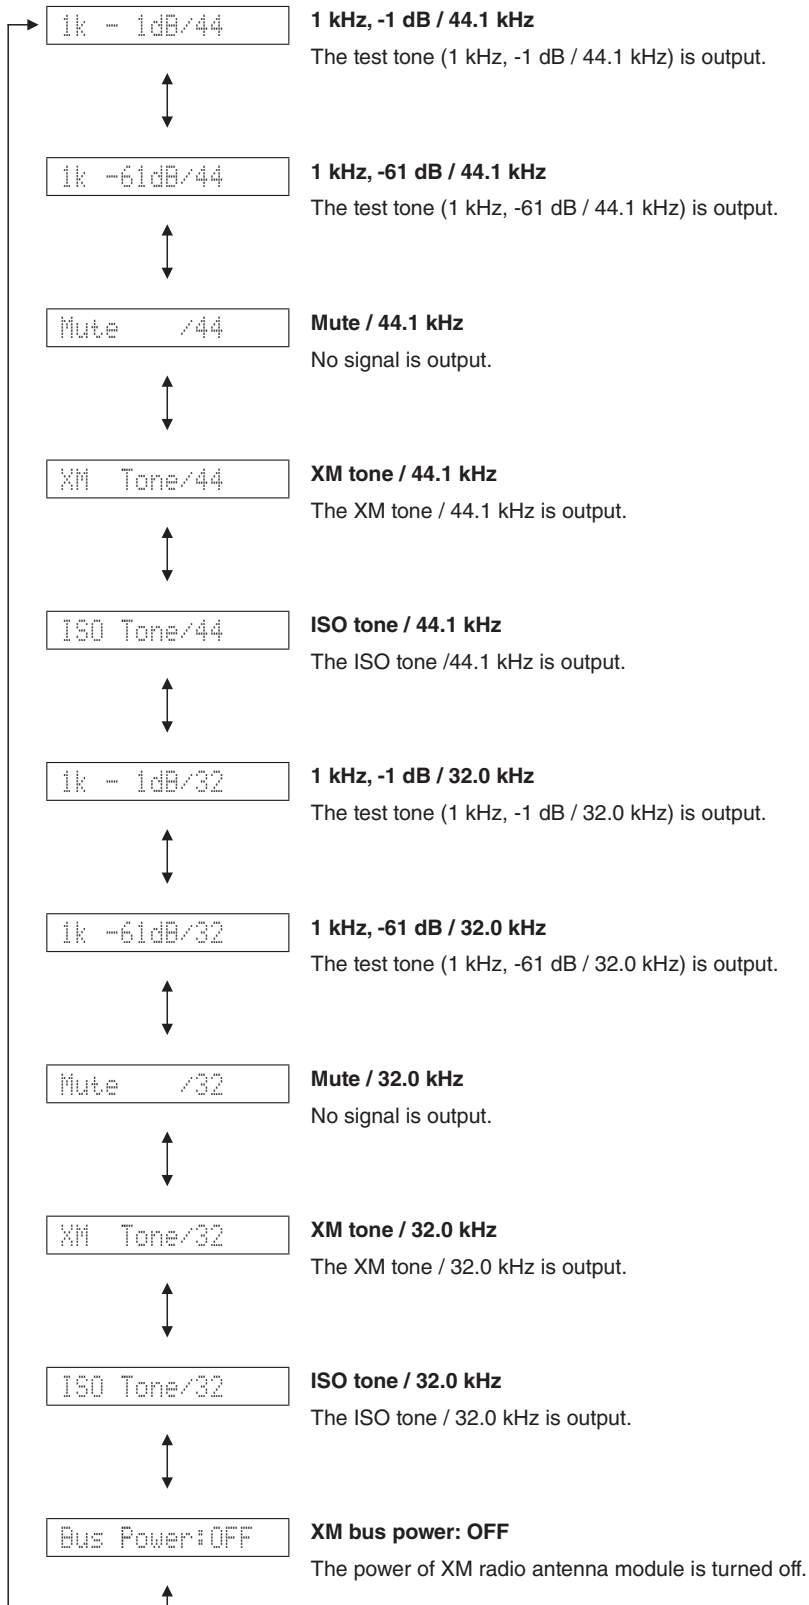 1k - 1dB/44
1 kHz, -1 dB / 44.1 kHz
The test tone (1 kHz, -1 dB / 44.1 kHz) is output.
1k -61dB/44
1 kHz, -61 dB / 44.1 kHz
The test tone (1 kHz, -61 dB / 44.1 kHz) is output.
Mute /44
Mute / 44.1 kHz
No signal is output.
XM Tone/44
XM tone / 44.1 kHz
The XM tone / 44.1 kHz is output.
ISO Tone/44
ISO tone / 44.1 kHz
The ISO tone /44.1 kHz is output.
1k - 1dB/32
1 kHz, -1 dB / 32.0 kHz
The test tone (1 kHz, -1 dB / 32.0 kHz) is output.
1k -61dB/32
1 kHz, -61 dB / 32.0 kHz
The test tone (1 kHz, -61 dB / 32.0 kHz) is output.
Mute /32
Mute / 32.0 kHz
No signal is output.
XM Tone/32
XM tone / 32.0 kHz
The XM tone / 32.0 kHz is output.
ISO Tone/32
ISO tone / 32.0 kHz
The ISO tone / 32.0 kHz is output.
Bus Power:OFF
XM bus power: OFF
The power of XM radio antenna module is turned off.